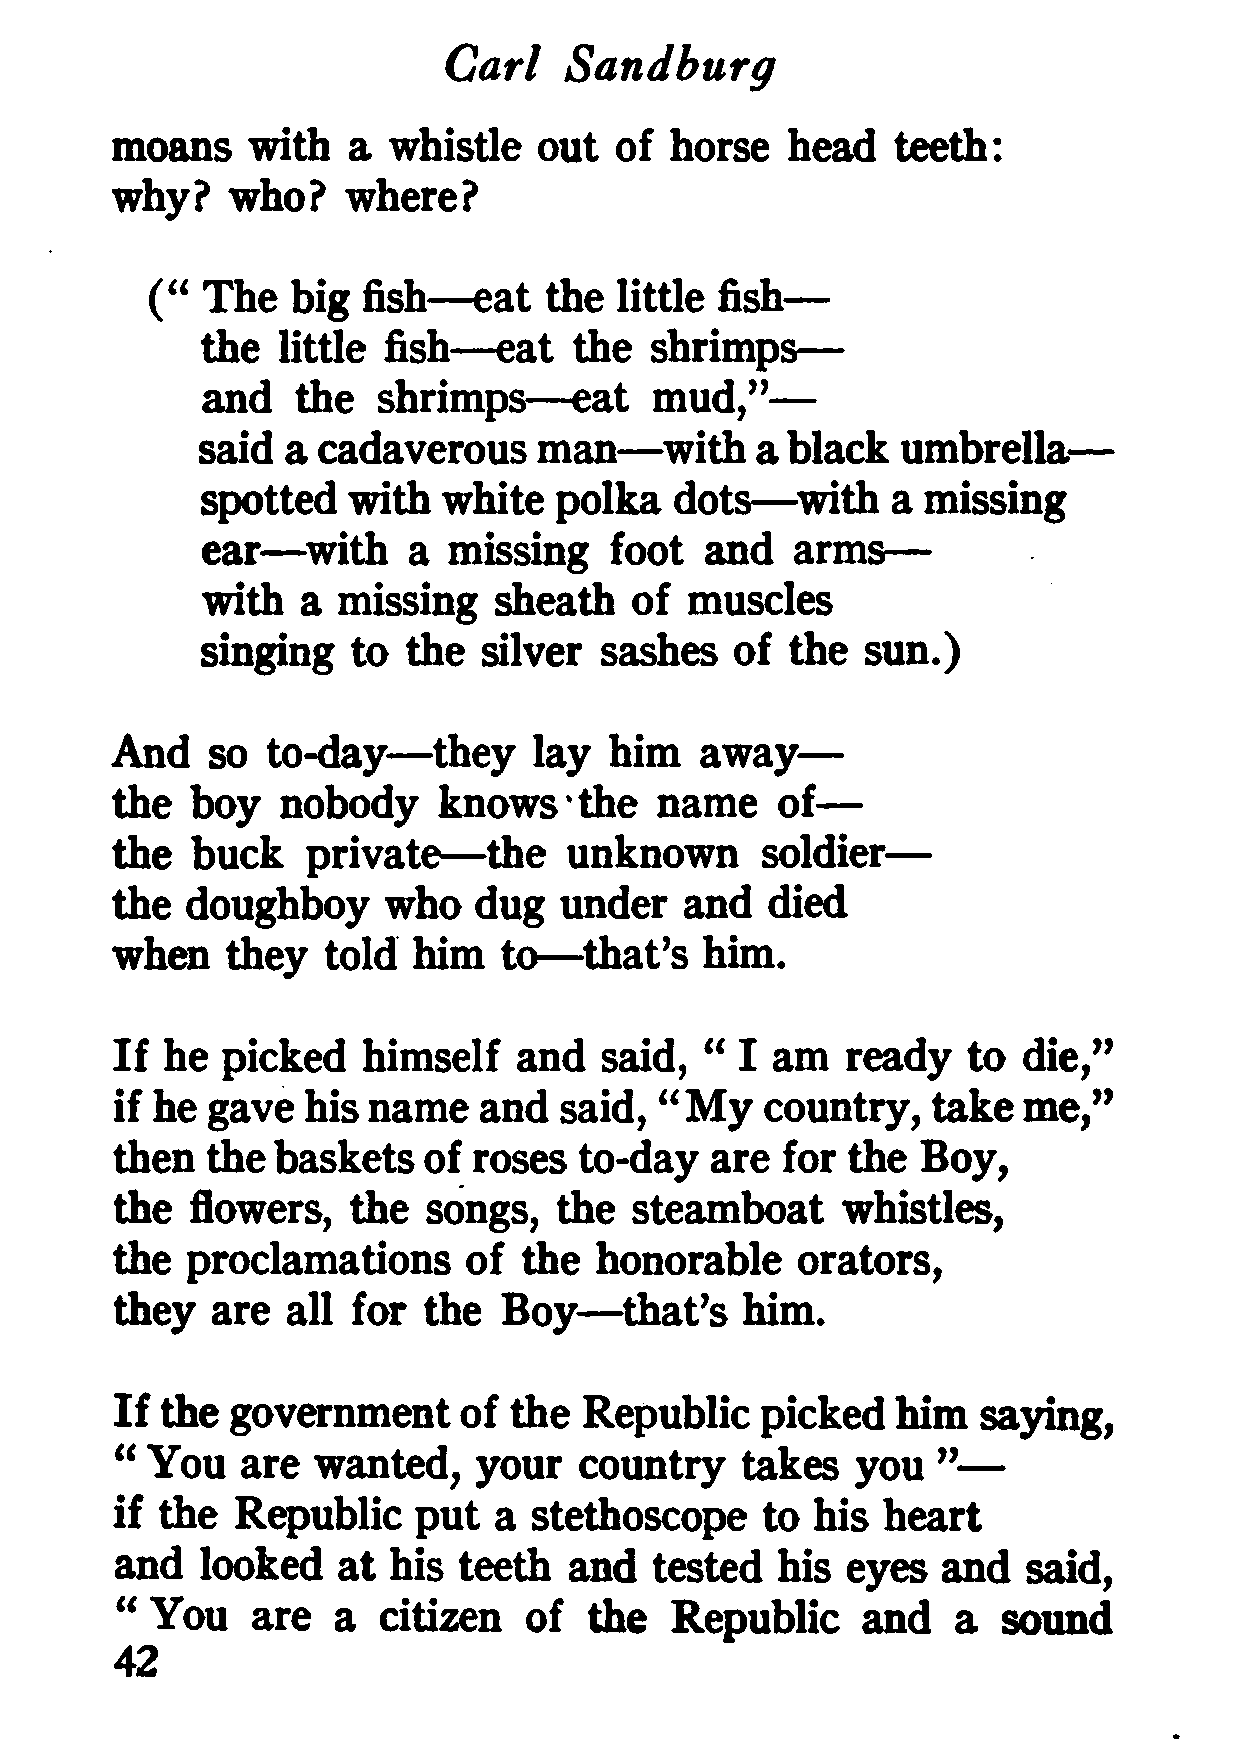 Carl Sandburg
moans with a whistle out of horse head teeth:
why? who? where?
(“ The big fish—eat the little fish—
the little fish—eat the shrimps—
and the shrimps—eat mud,”—
said a cadaverous man—with a black umbrella—
spotted with white polka dots—with a missing
ear—with a missing foot and arms—
with a missing sheath of muscles
singing to the silver sashes of the sun.)
And so to-day—they lay him away—
the boy nobody knows the name of—
the buck private—the unknown soldier—
the doughboy who dug under and died
when they told him to—that’s him.
If he picked himself and said, “ I am ready to die,”
if he gave his name and said, “My country, take me,”
then the baskets of roses to-day are for the Boy,
the flowers, the songs, the steamboat whistles,
the proclamations of the honorable orators,
they are all for the Boy—that’s him.
If the government of the Republic picked him saying,
“ You are wanted, your country takes you ”—
if the Republic put a stethoscope to his heart
and looked at his teeth and tested his eyes and said,
“ You are a citizen of the Republic and a sound
42